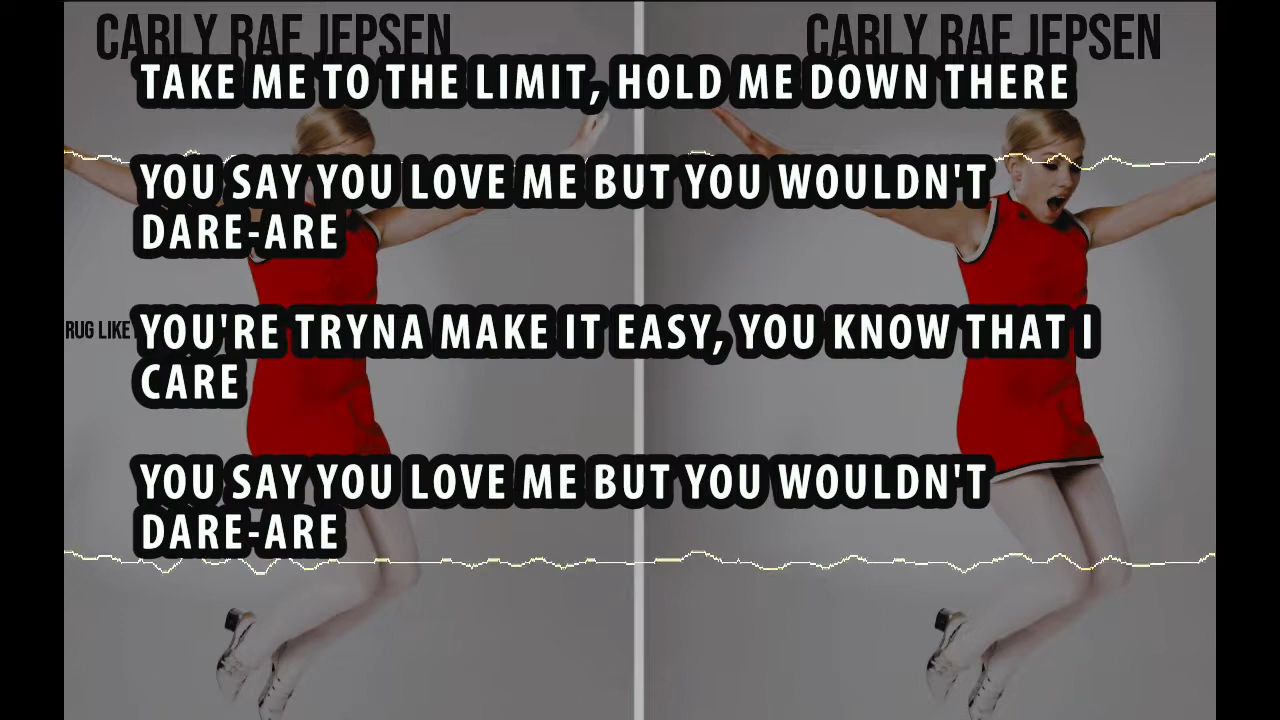 CARLY RAE JEPSEN CARLY RAE JEPSEN
TAKE ME TO THE LIMIT, HOLD ME DOWN THERE
YOU SAY YOU LOVE ME BUT YOU WOULDN'T
DARE-ARE
RUG LIKE
YOU'RE TRYNA MAKE IT EASY, YOU KNOW THAT I
CARE
YOU SAY YOU LOVE ME BUT YOU WOULDN'T
DARE-ARE